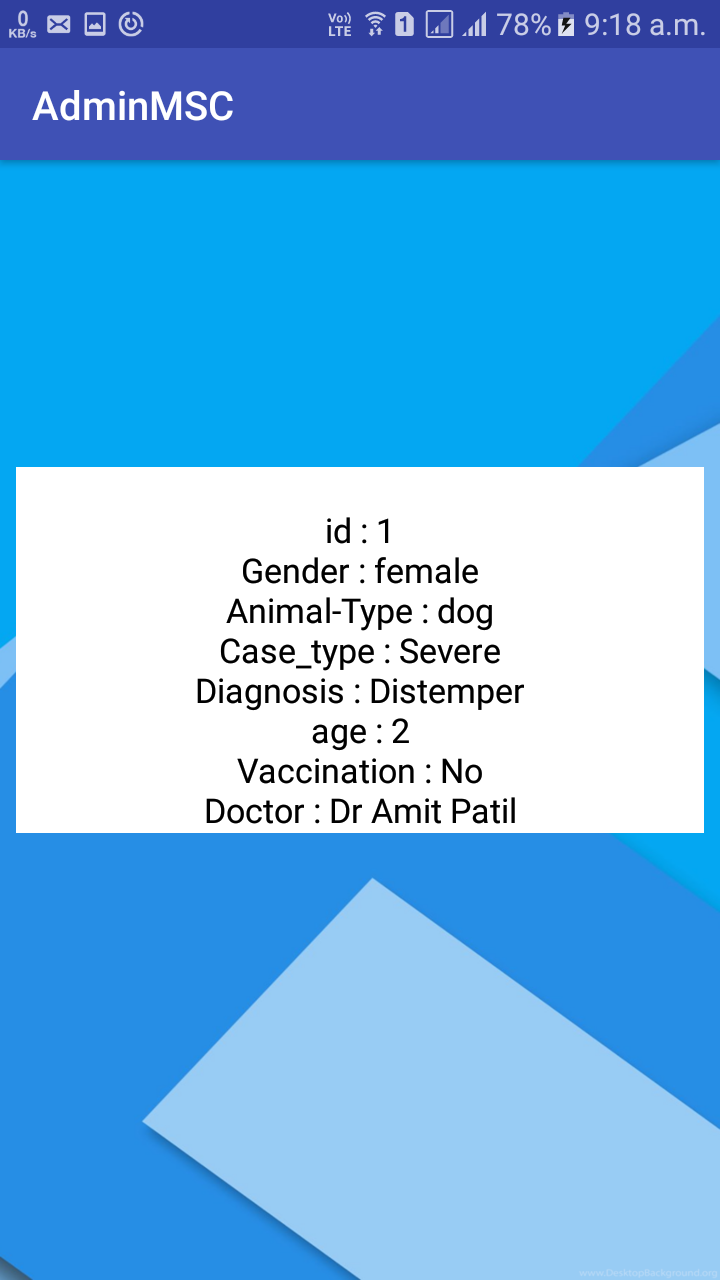 0
KB/s
Vo))
LTE
1
78%
9:18 a.m.
AdminMSC
id : 1
Gender : female
Animal-Type : dog
Case_type : Severe
Diagnosis : Distemper
age : 2
Vaccination : No
Doctor : Dr Amit Patil
www.DesktopBackground.org